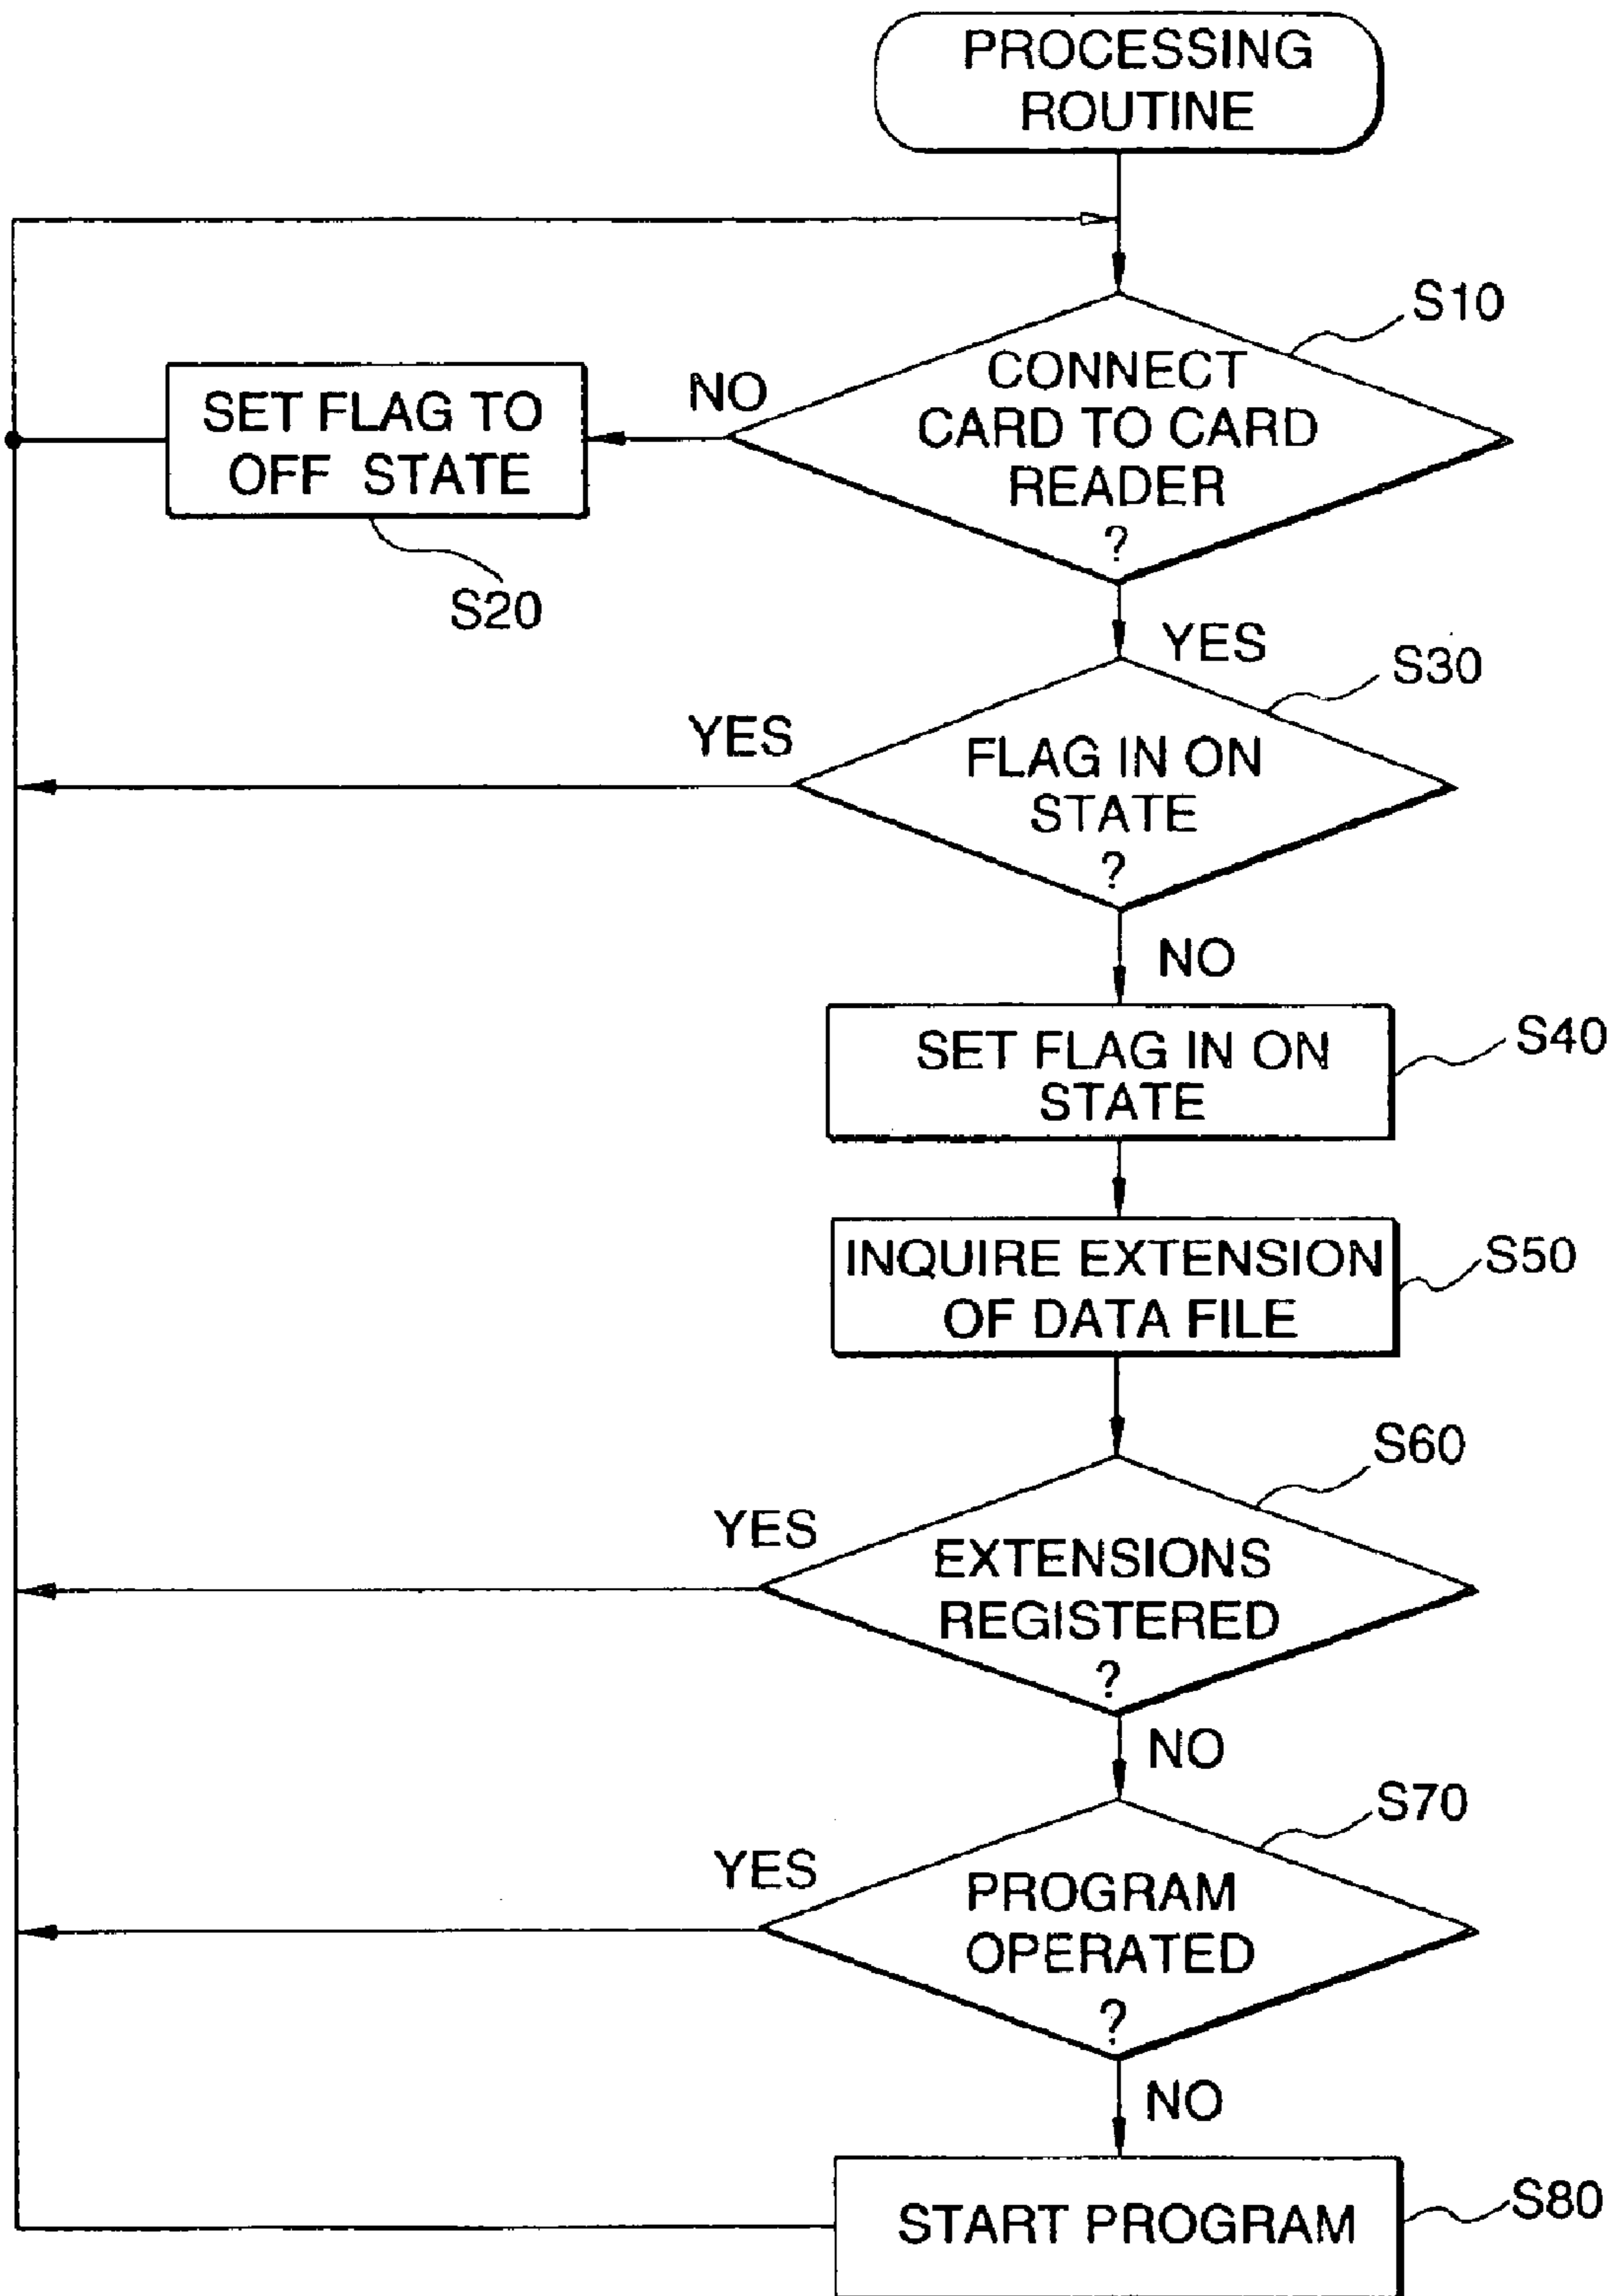 PROCESSING
ROUTINE
S10
CONNECT
CARD TO CARD
READER
?
NO
SET FLAG TO
OFF STATE
S20
YES
S30
YES
FLAG IN ON
STATE
?
NO
SET FLAG IN ON
STATE
S40
INQUIRE EXTENSION
OF DATA FILE
S50
S60
YES
EXTENSIONS
REGISTERED
?
NO
S70
YES
PROGRAM
OPERATED
?
NO
START PROGRAM
S80